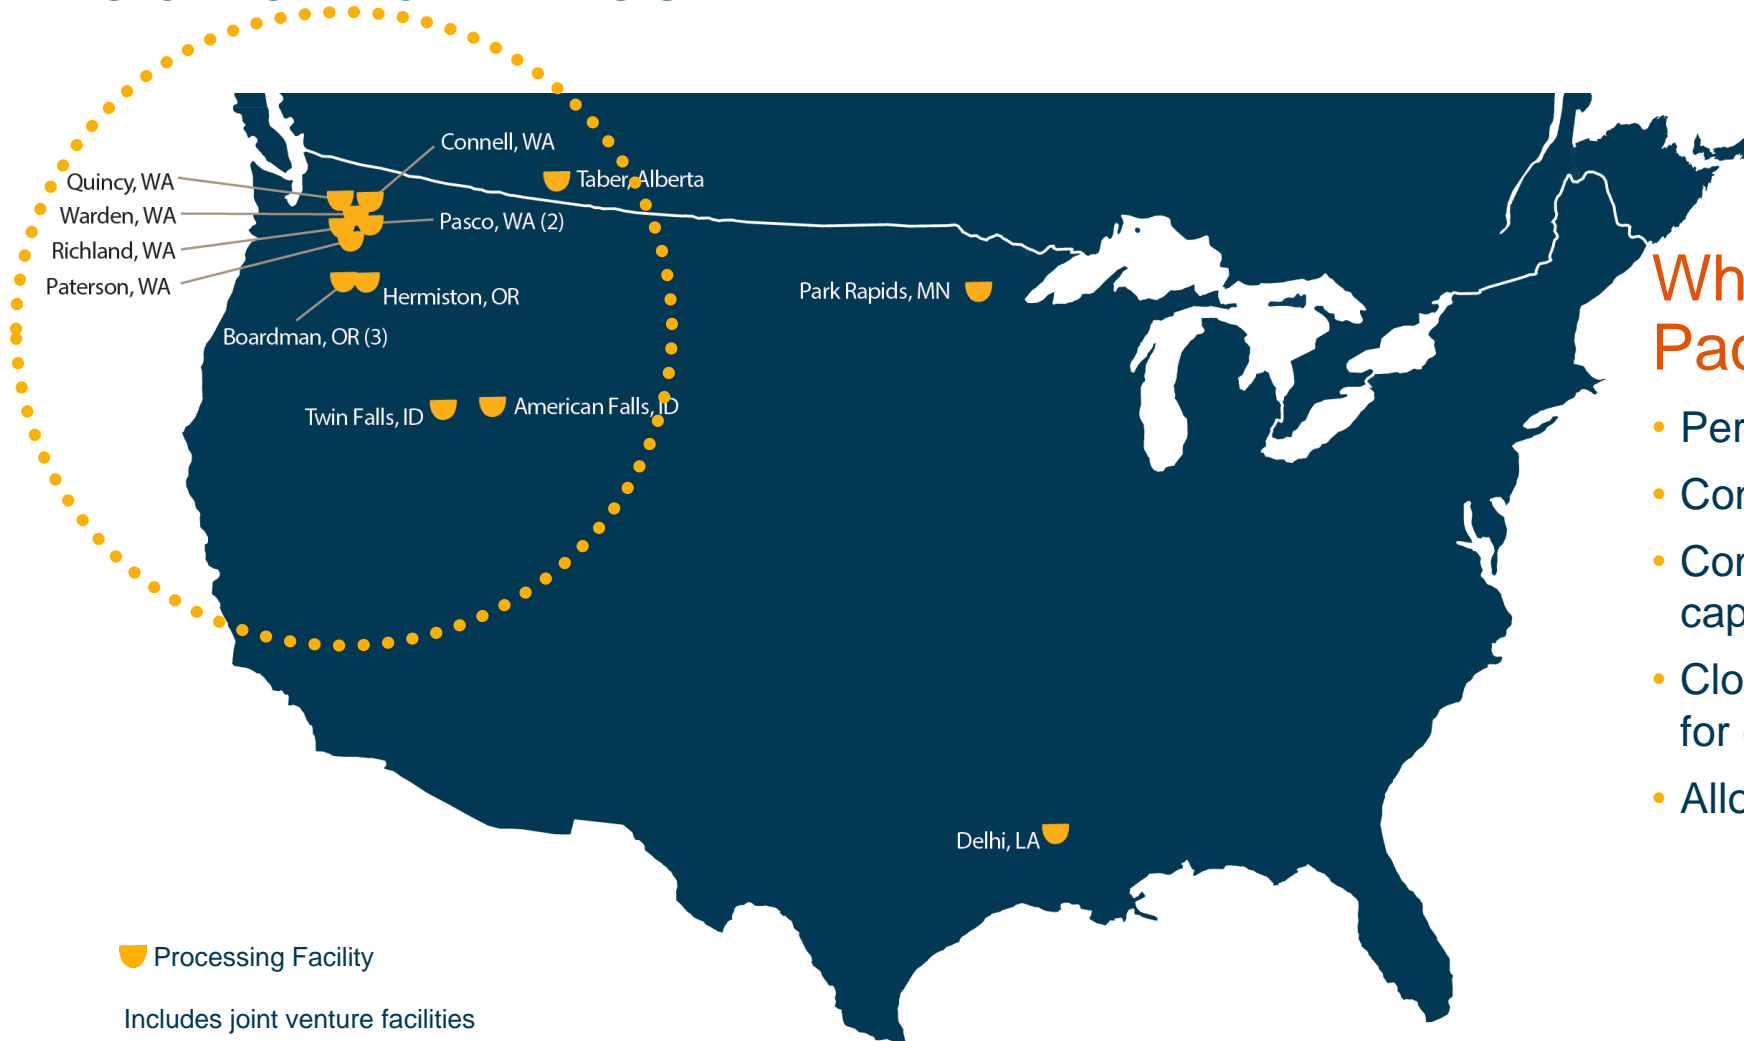 Connell, WA
Quincy, WA
Taber, Alberta
Warden, WA
Pasco, WA (2)
Richland, WA
Paterson, WA
Hermiston, OR
Park Rapids, MN
Boardman, OR (3)
Twin Falls, ID
American Falls, ID
Delhi, LA
Processing Facility
Includes joint venture facilities
for